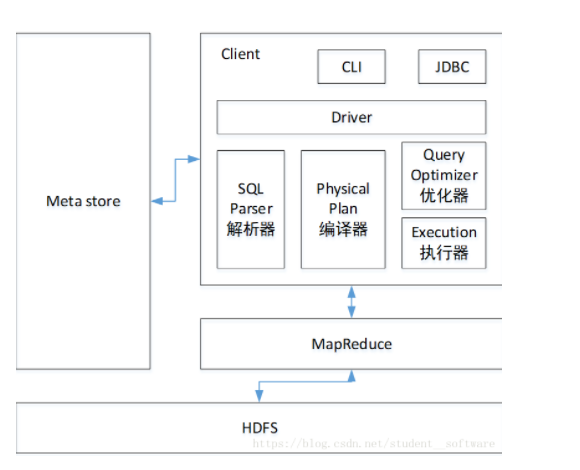 Client
CLI
JDBC
Driver
Meta store
SQL
Parser
解析器
Physical
Plan
编译器
Query
Optimizer
优化器
Execution
执行器
MapReduce
HDFS
https://blog.csdn.net/student__software